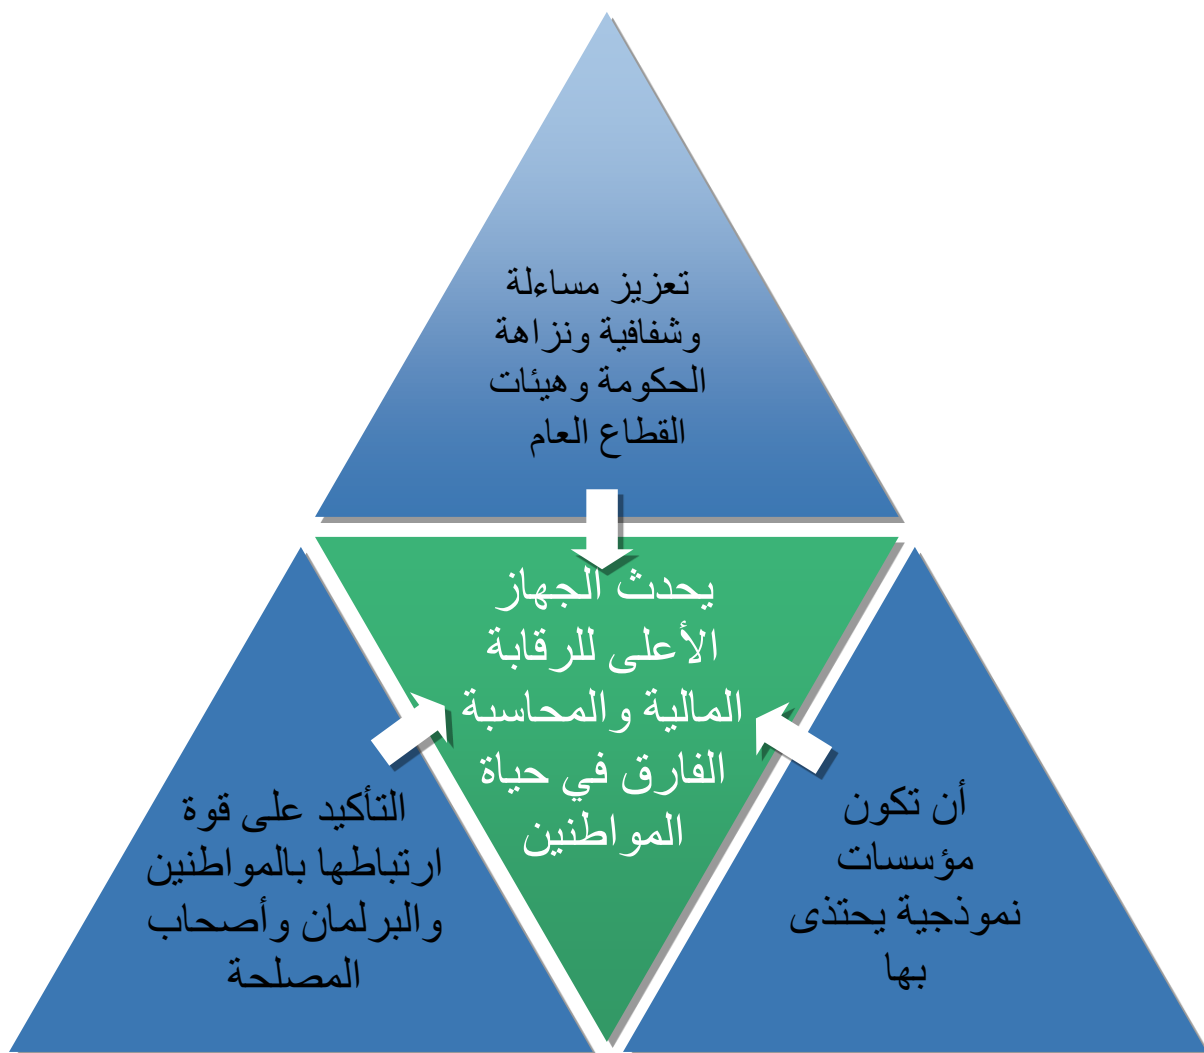 تعزيز مساءلة
وشفافية ونزاهة
الحكومة وهيئات
القطاع العام
يحدث الجهاز
الأعلى للرقابة
المالية والمحاسبة
الفارق في حياة
المواطنين
أن تكون
مؤسسات
نموذجية يحتذى
بها
التأكيد على قوة
ارتباطها بالمواطنين
والبرلمان وأصحاب
المصلحة